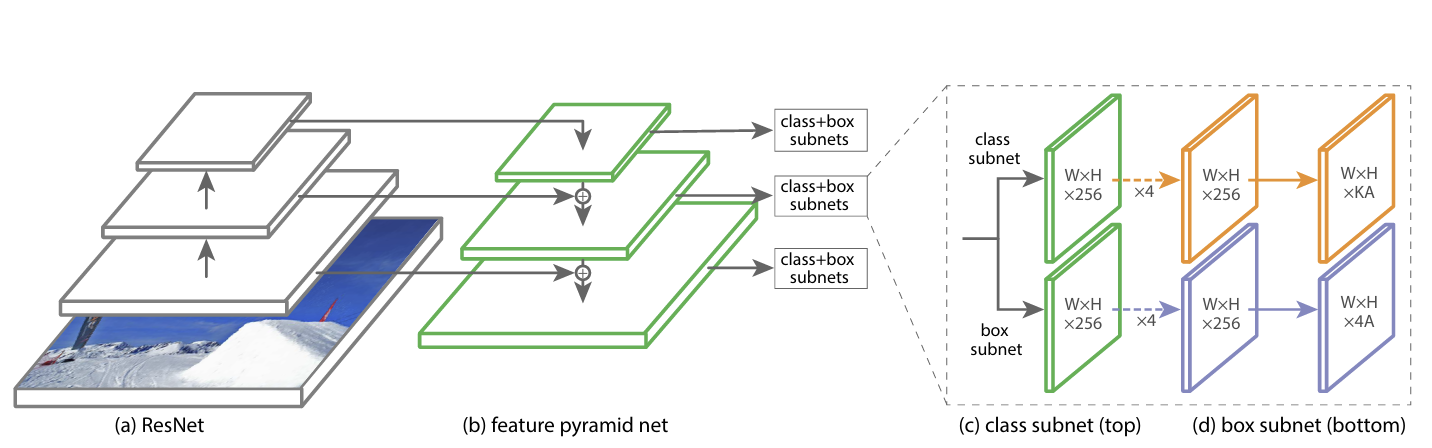 class+box
subnets
class+box
subnets
class+box
subnets
class
subnet
W×H
×256
×4
W×H
×256
W×H
×KA
box
subnet
W×H
×256
×4
W×H
×256
W×H
×4A
(a) ResNet
(b) feature pyramid net
(c) class subnet (top)
(d) box subnet (bottom)